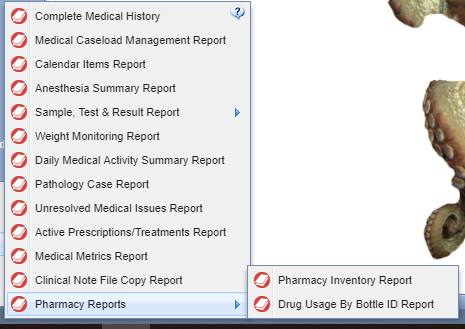 Complete Medical History
Medical Caseload Management Report
Calendar Items Report
Anesthesia Summary Report
Sample, Test & Result Report
Weight Monitoring Report
Daily Medical Activity Summary Report
Pathology Case Report
Unresolved Medical Issues Report
Active Prescriptions/Treatments Report
Medical Metrics Report
Clinical Note File Copy Report
Pharmacy Reports
Pharmacy Inventory Report
Drug Usage By Bottle ID Report